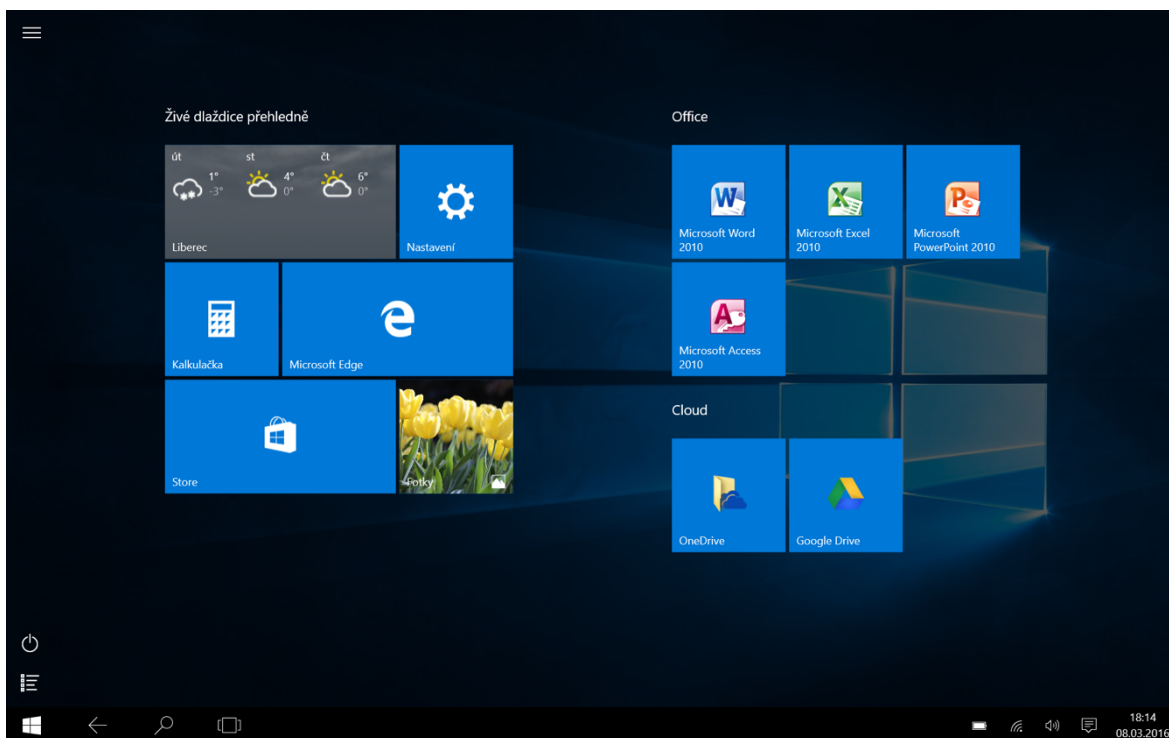 Živé dlaždice přehledně
út st čt
1° 4° 6°
-3° 0° 0°
Liberec
Nastavení
Kalkulačka
Microsoft Edge
Store
Fotky
Office
Microsoft Word
2010
Microsoft Excel
2010
Microsoft
PowerPoint 2010
Microsoft Access
2010
Cloud
OneDrive
Google Drive
18:14
08.03.2016